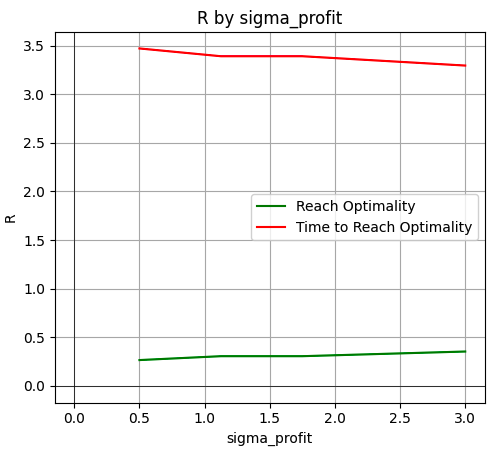 R by sigma_profit
3.5
3.0
2.5
2.0
1.5
1.0
0.5
0.0
R
Reach Optimality
Time to Reach Optimality
0.0 0.5 1.0 1.5 2.0 2.5 3.0
sigma_profit